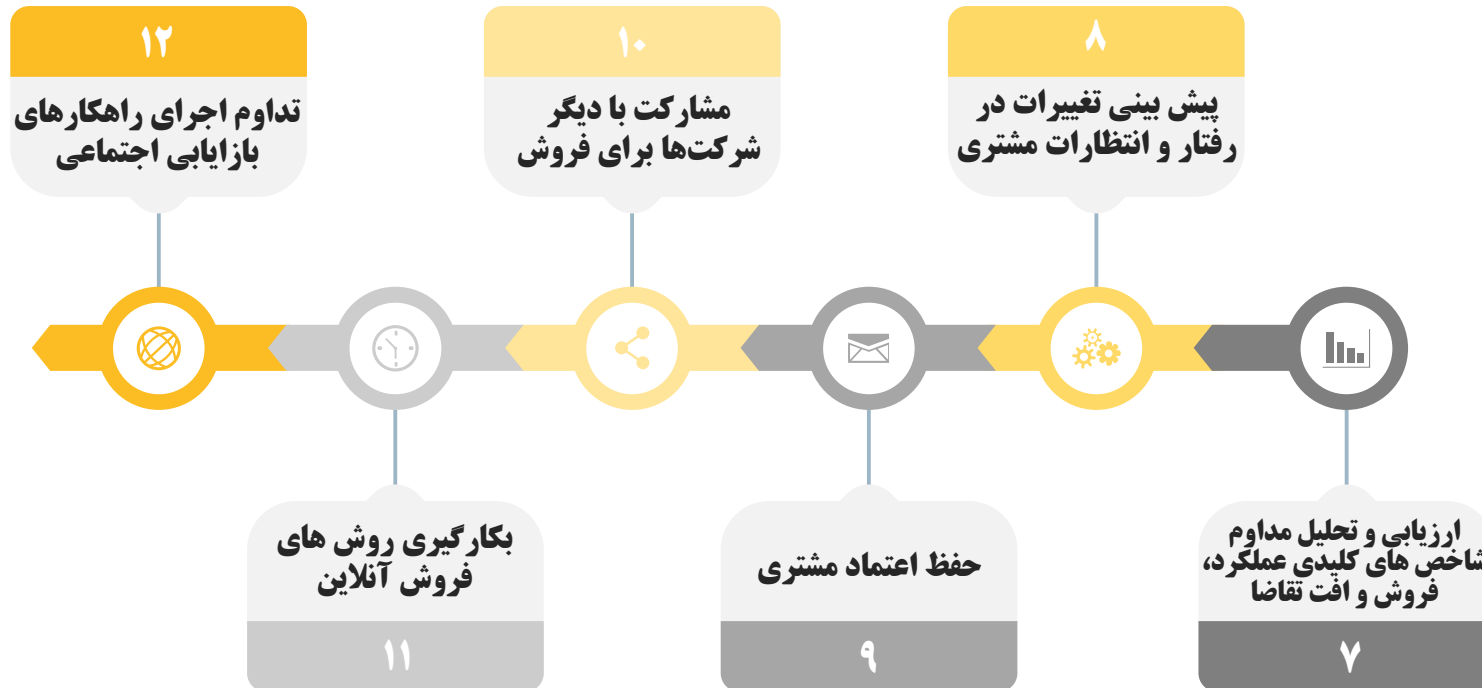 ۷
ارزیابی و تحلیل مداوم
شاخص های کلیدی عملکرد،
فروش و افت تقاضا
۸
پیش بینی تغییرات در
رفتار و انتظارات مشتری
۹
حفظ اعتماد مشتری
۱۰
مشارکت با دیگر
شرکت‌ها برای فروش
۱۱
بکارگیری روش های
فروش آنلاین
۱۲
تداوم اجرای راهکارهای
بازایابی اجتماعی